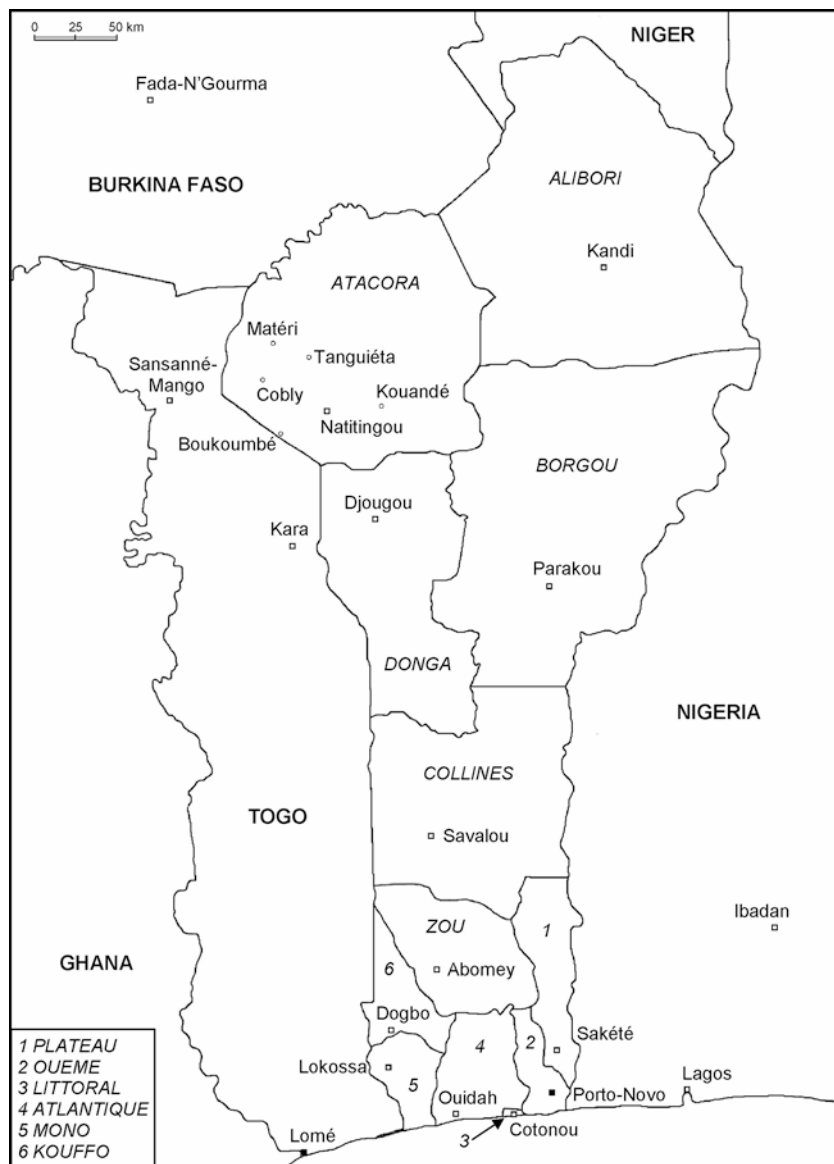 0 25 50 km
NIGER
Fada-N'Gourma
ALIBORI
BURKINA FASO
Kandi
ATACORA
Matéri
Tanguiéta
Sansanné-
Mango
Cobly
Kouandé
Natitingou
Boukoumbé
BORGOU
Djougou
Kara
Parakou
DONGA
NIGERIA
COLLINES
TOGO
Savalou
Ibadan
ZOU
1
GHANA
6
Abomey
Dogbo
Sakété
4
2
Lokossa
5
Lagos
Ouidah
Porto-Novo
Cotonou
3
Lomé
1 PLATEAU
2 OUEME
3 LITTORAL
4 ATLANTIQUE
5 MONO
6 KOUFFO